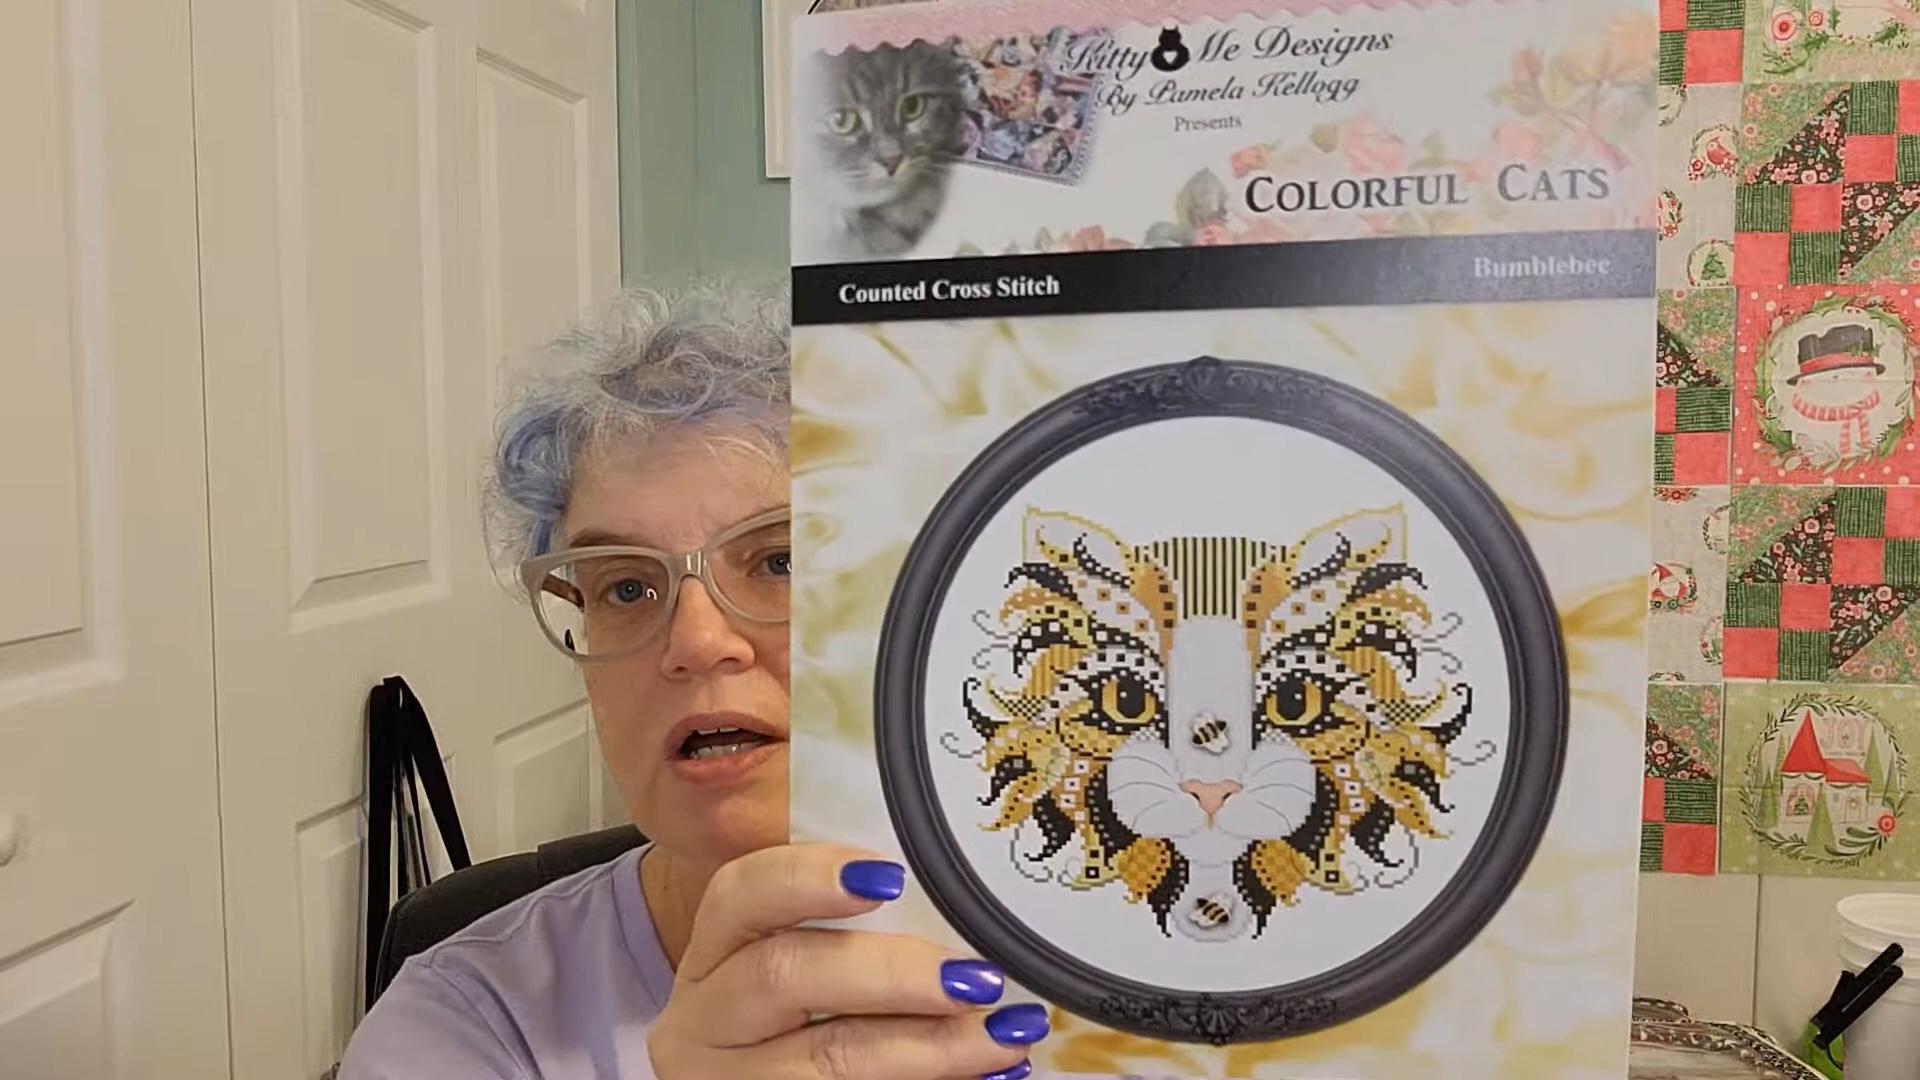 Kitty Me Designs
By Pamela Kellogg
Presents
COLORFUL CATS
Counted Cross Stitch
Bumblebee